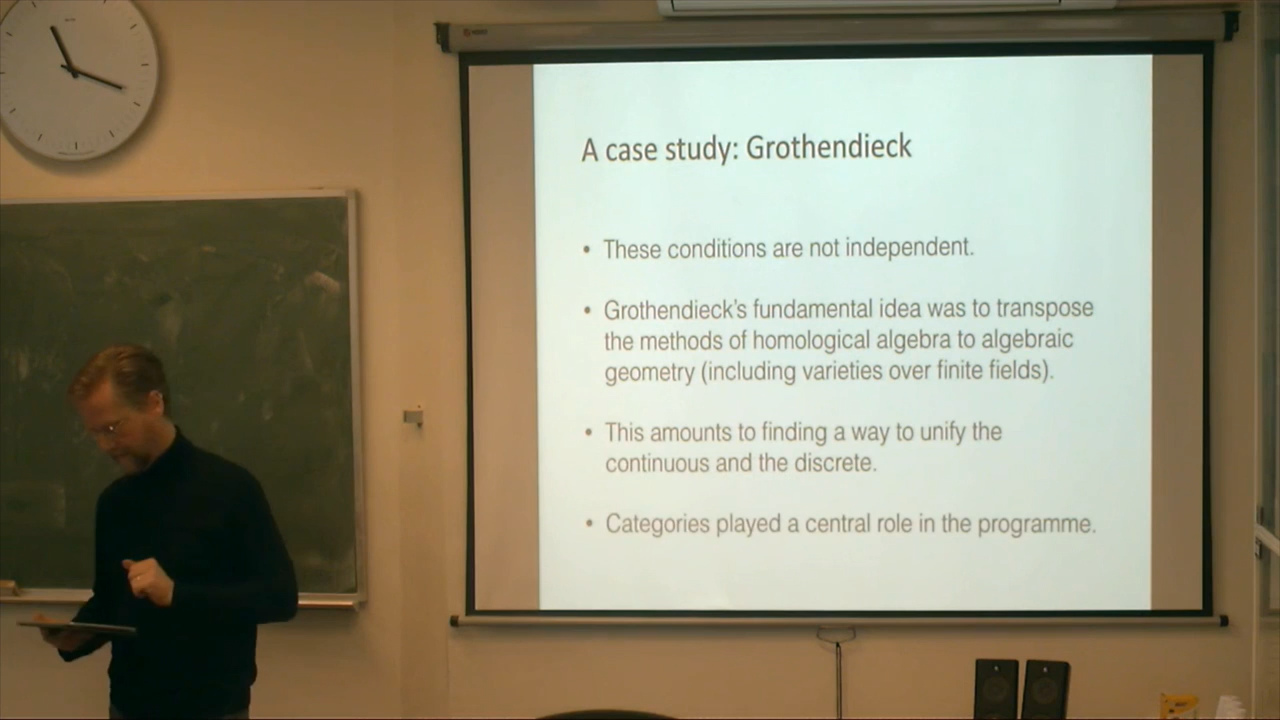 A case study: Grothendieck
• These conditions are not independent.
• Grothendieck's fundamental idea was to transpose
the methods of homological algebra to algebraic
geometry (including varieties over finite fields).
• This amounts to finding a way to unify the
continuous and the discrete.
• Categories played a central role in the programme.